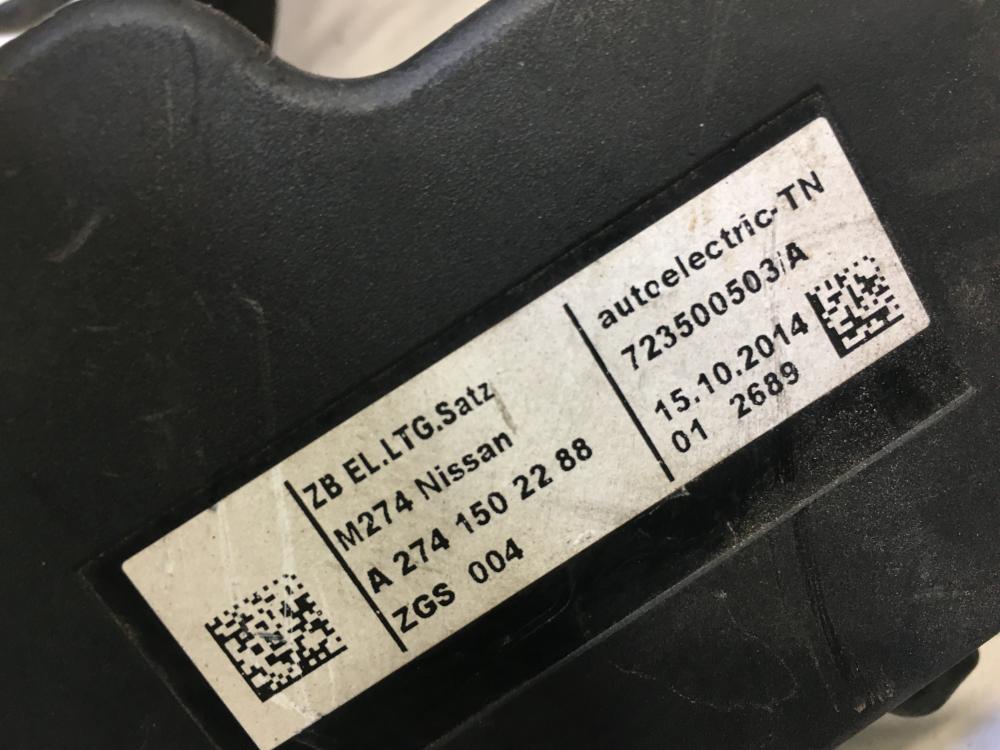 ZB EL.LTG.Satz
M274 Nissan
A 274 150 22 88
ZGS 004
autoelectric-TN
723500503/A
15.10.2014
01 2689